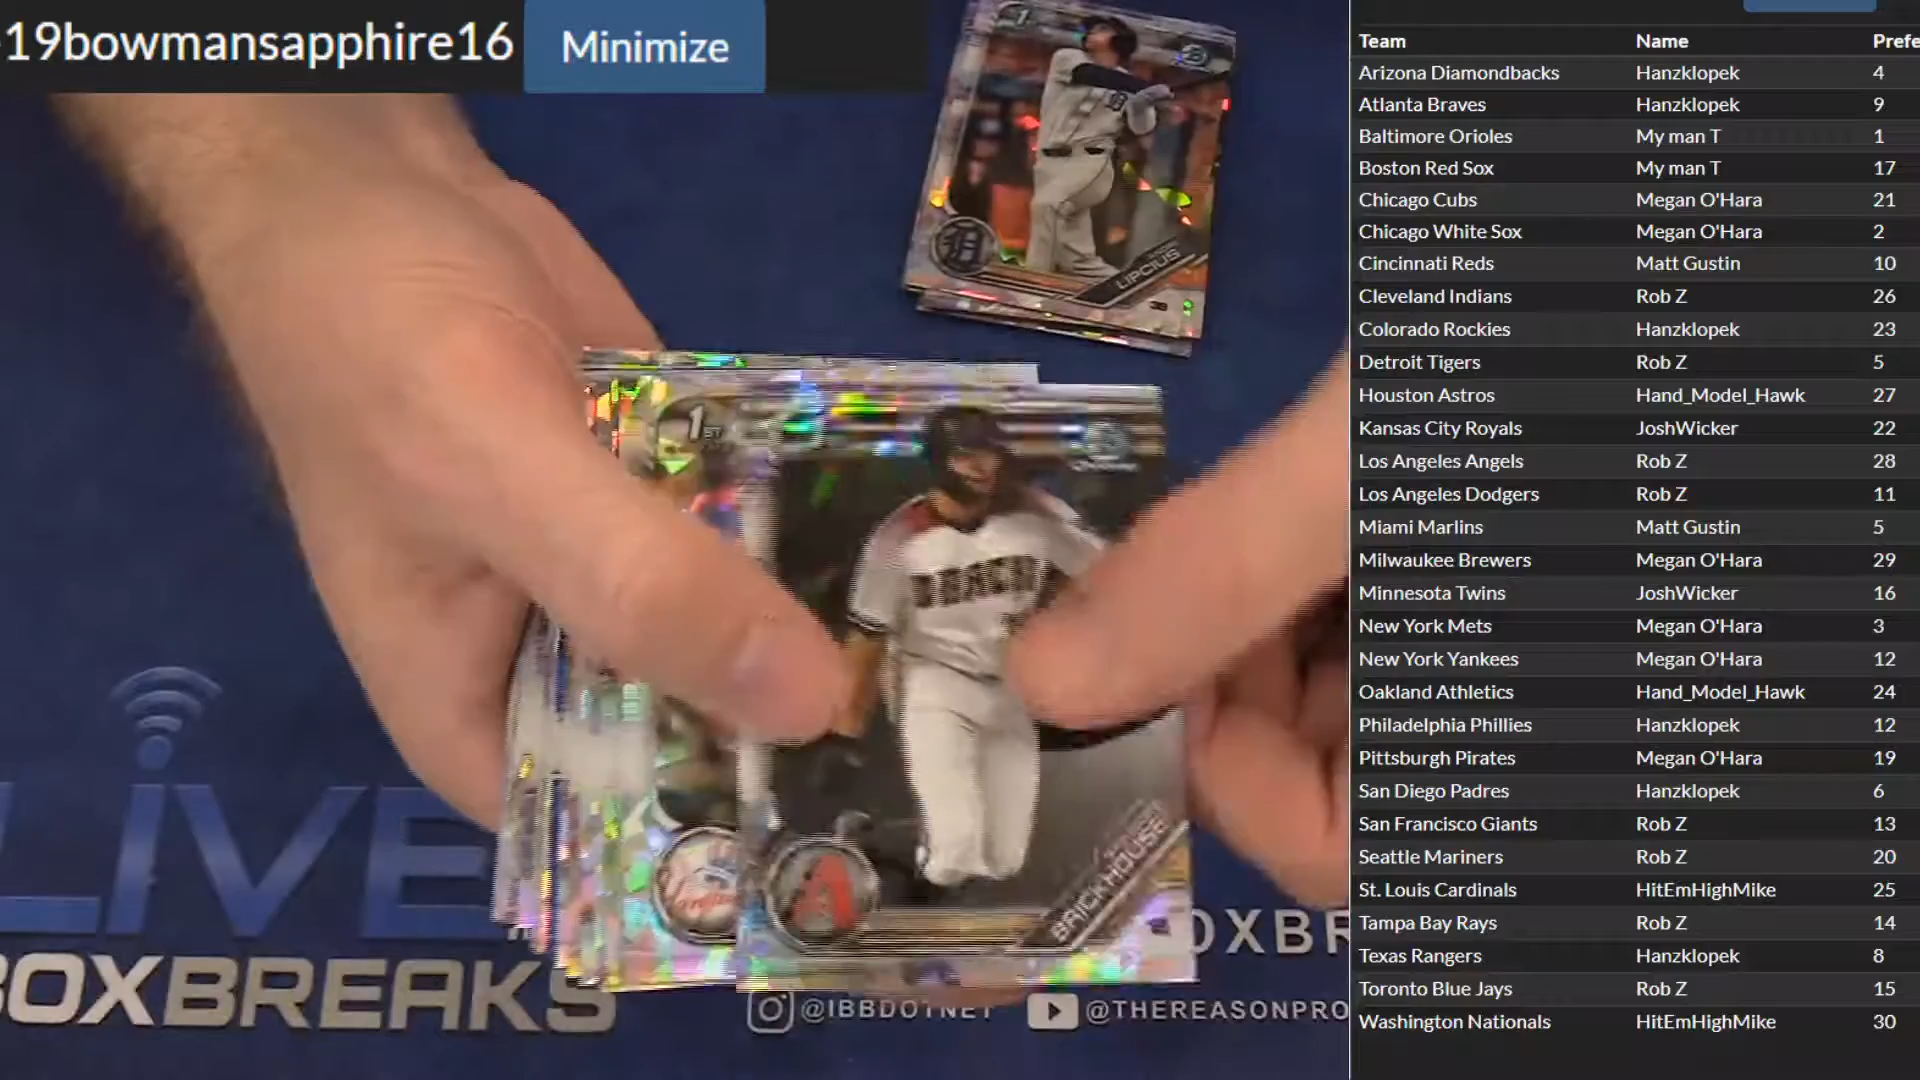 -19bowmansapphire16 Minimize
1
LIPCIUS
1ST
BRICKHOUSE
LIVE
BOXBREAKS
OXBR
@IBBDOTNET @THEREASONPRO
Team Name Prefe
Arizona Diamondbacks Hanzklopek 4
Atlanta Braves Hanzklopek 9
Baltimore Orioles My man T 1
Boston Red Sox My man T 17
Chicago Cubs Megan O'Hara 21
Chicago White Sox Megan O'Hara 2
Cincinnati Reds Matt Gustin 10
Cleveland Indians Rob Z 26
Colorado Rockies Hanzklopek 23
Detroit Tigers Rob Z 5
Houston Astros Hand_Model_Hawk 27
Kansas City Royals JoshWicker 22
Los Angeles Angels Rob Z 28
Los Angeles Dodgers Rob Z 11
Miami Marlins Matt Gustin 5
Milwaukee Brewers Megan O'Hara 29
Minnesota Twins JoshWicker 16
New York Mets Megan O'Hara 3
New York Yankees Megan O'Hara 12
Oakland Athletics Hand_Model_Hawk 24
Philadelphia Phillies Hanzklopek 12
Pittsburgh Pirates Megan O'Hara 19
San Diego Padres Hanzklopek 6
San Francisco Giants Rob Z 13
Seattle Mariners Rob Z 20
St. Louis Cardinals HitEmHighMike 25
Tampa Bay Rays Rob Z 14
Texas Rangers Hanzklopek 8
Toronto Blue Jays Rob Z 15
Washington Nationals HitEmHighMike 30